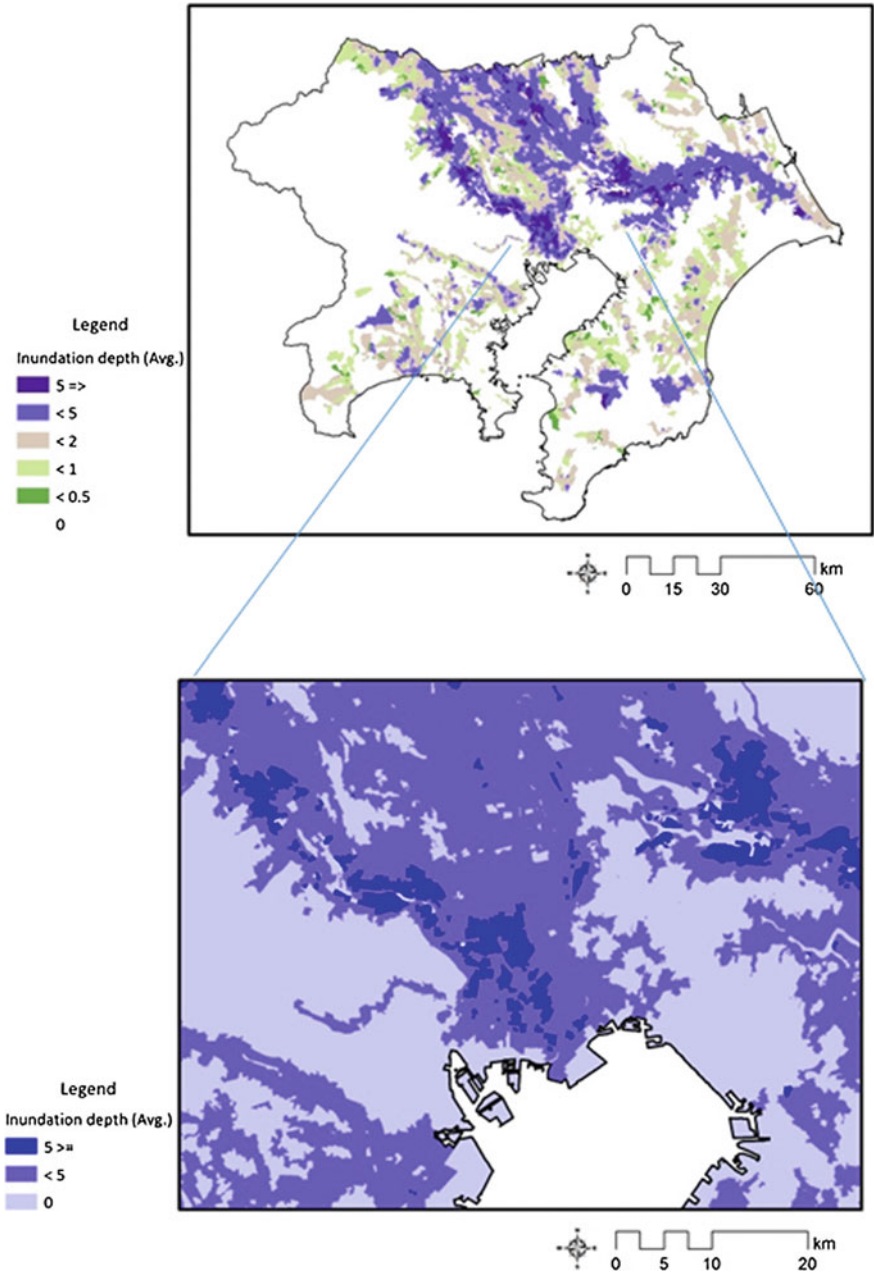 Legend
Inundation depth (Avg.)
5 =>
< 5
< 2
< 1
< 0.5
0
km
0 15 30 60
Legend
Inundation depth (Avg.)
5 >=
< 5
0
km
0 5 10 20